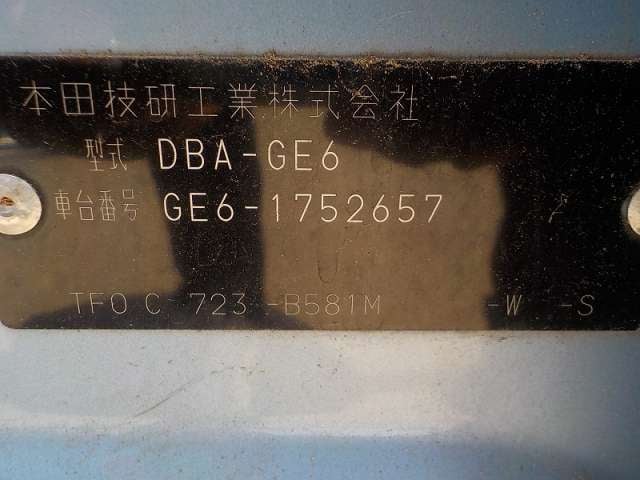 本田技研工業株式会社
型式 DBA-GE6
車台番号 GE6-1752657
TF0 C 723 -B581M -W -S